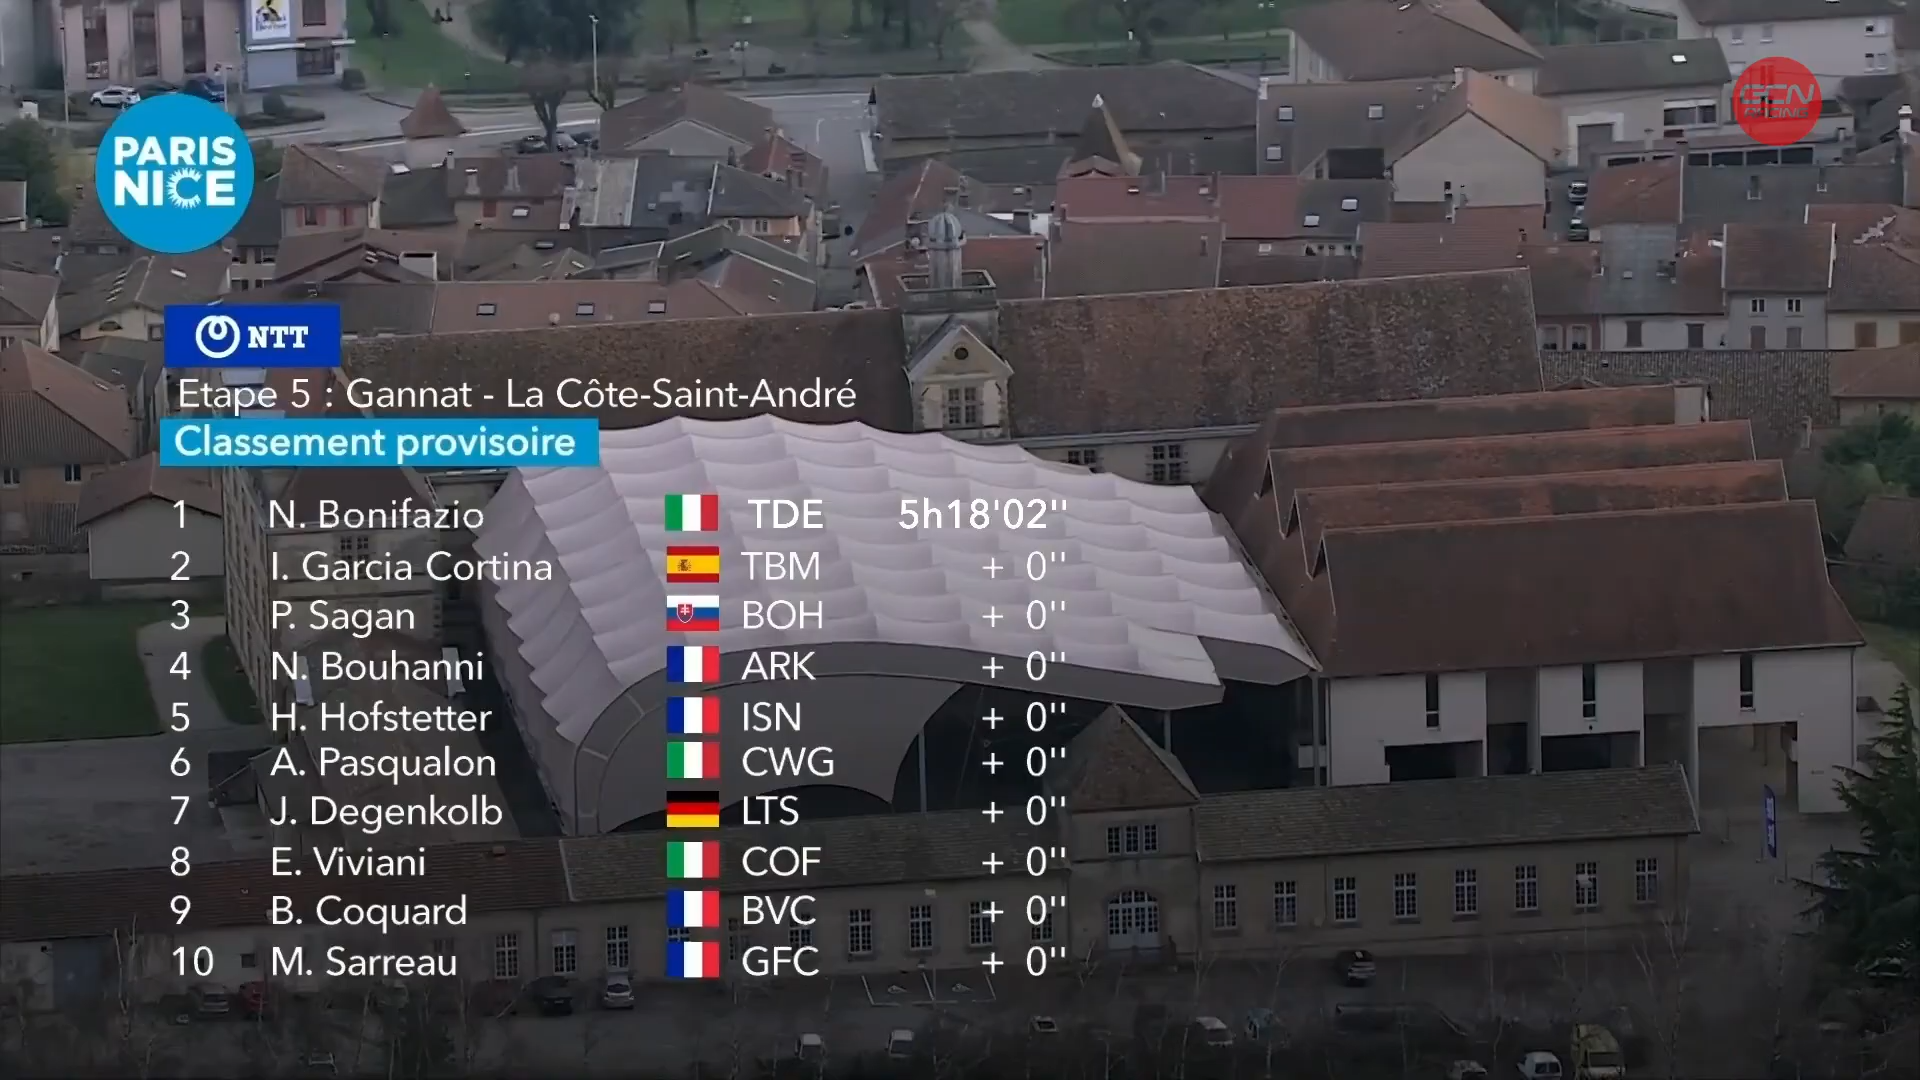 PARIS
NICE
GCN
RACING
NTT
Etape 5 : Gannat - La Côte-Saint-André
Classement provisoire
1 N. Bonifazio TDE 5h18'02''
2 I. Garcia Cortina TBM + 0''
3 P. Sagan BOH + 0''
4 N. Bouhanni ARK + 0''
5 H. Hofstetter ISN + 0''
6 A. Pasqualon CWG + 0''
7 J. Degenkolb LTS + 0''
8 E. Viviani COF + 0''
9 B. Coquard BVC + 0''
10 M. Sarreau GFC + 0''